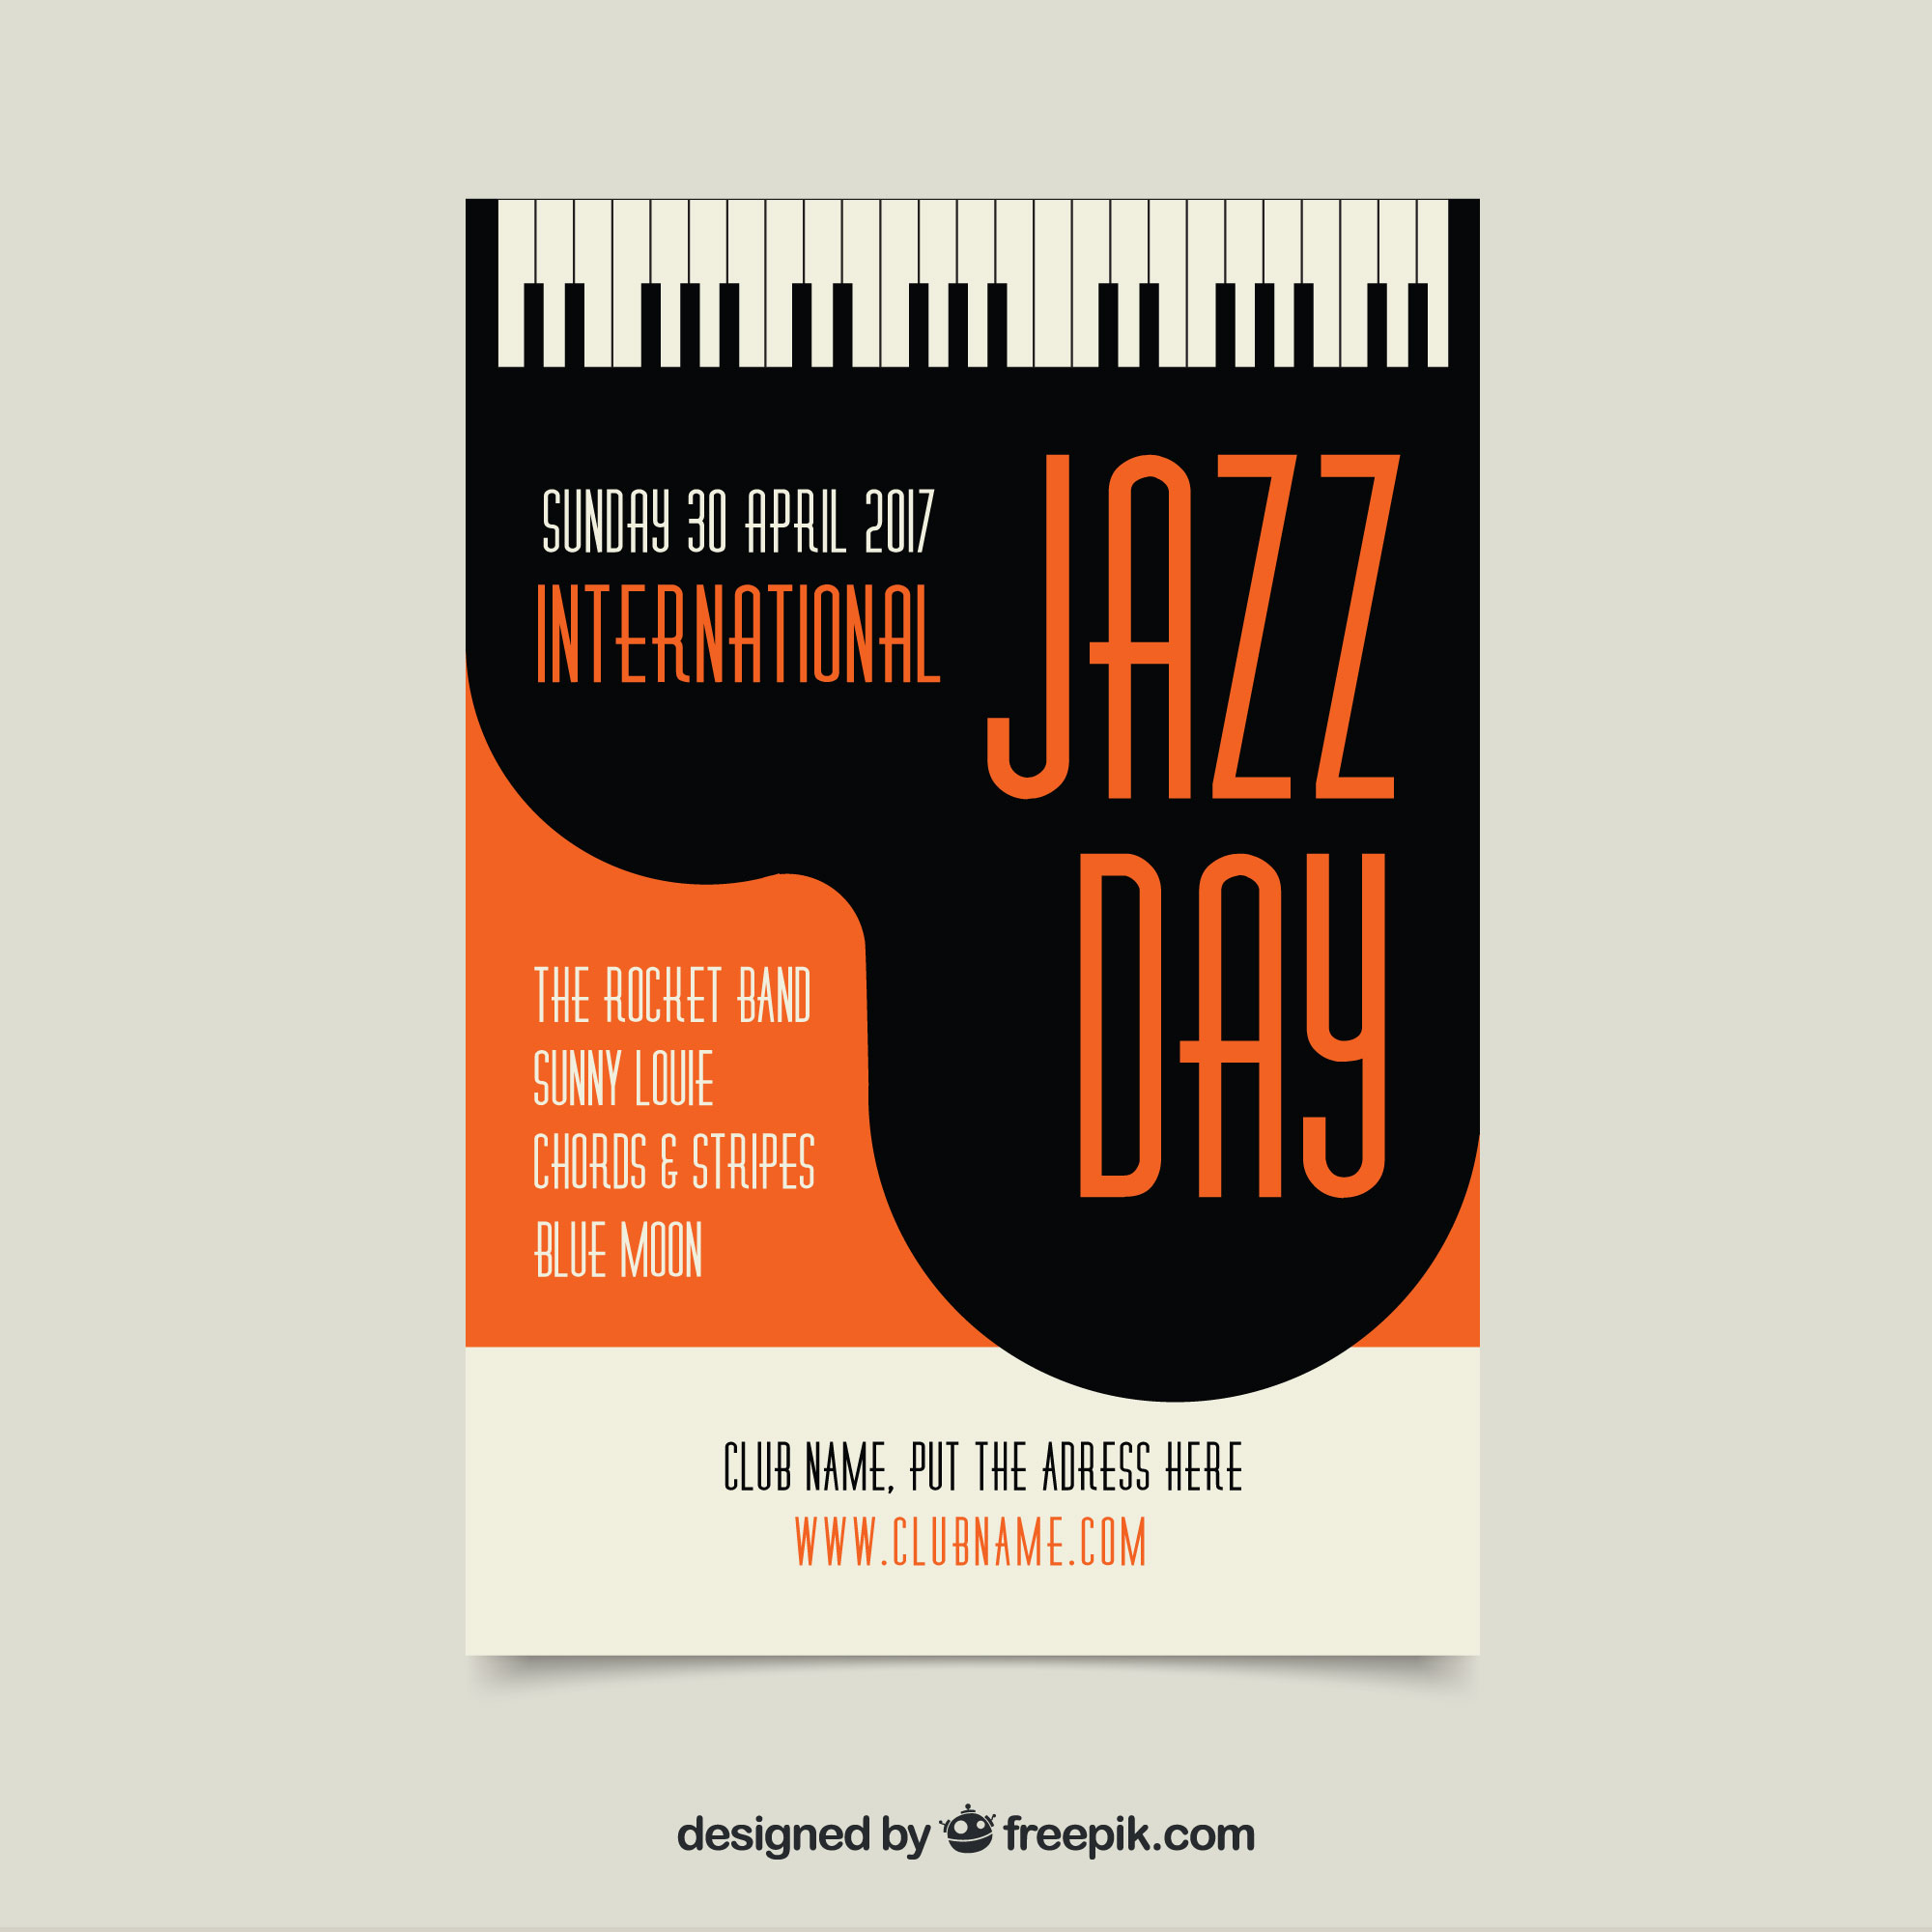 SUNDAY 30 APRIL 2017
INTERNATIONAL
JAZZ
DAY
THE ROCKET BAND
SUNNY LOUIE
CHORDS & STRIPES
BLUE MOON
CLUB NAME, PUT THE ADRESS HERE
WWW.CLUBNAME.COM
designed by freepik.com